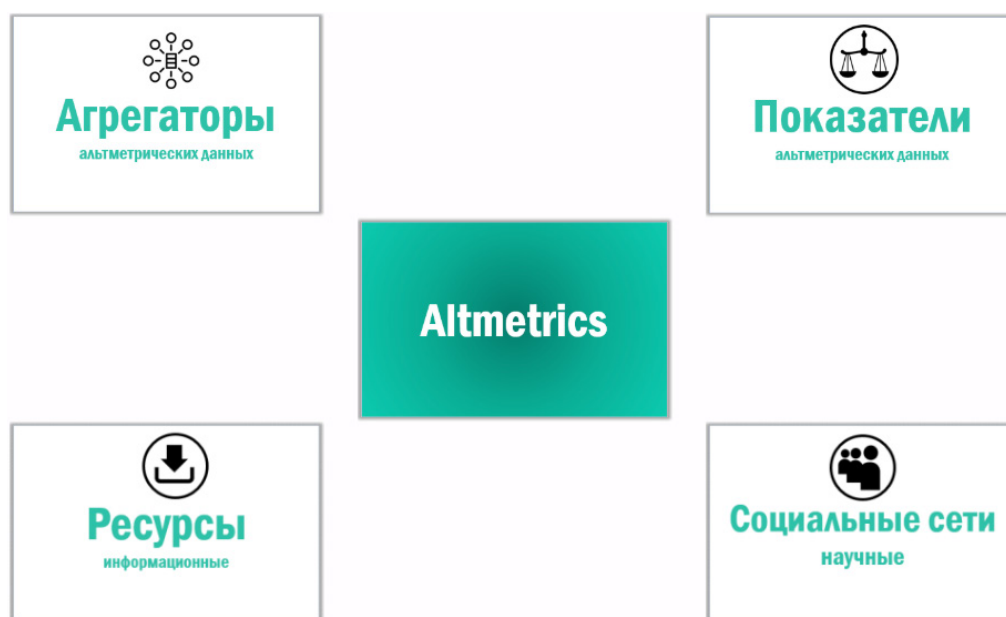 Агрегаторы
альтметрических данных
Показатели
альтметрических данных
Altmetrics
Ресурсы
информационные
Социальные сети
научные